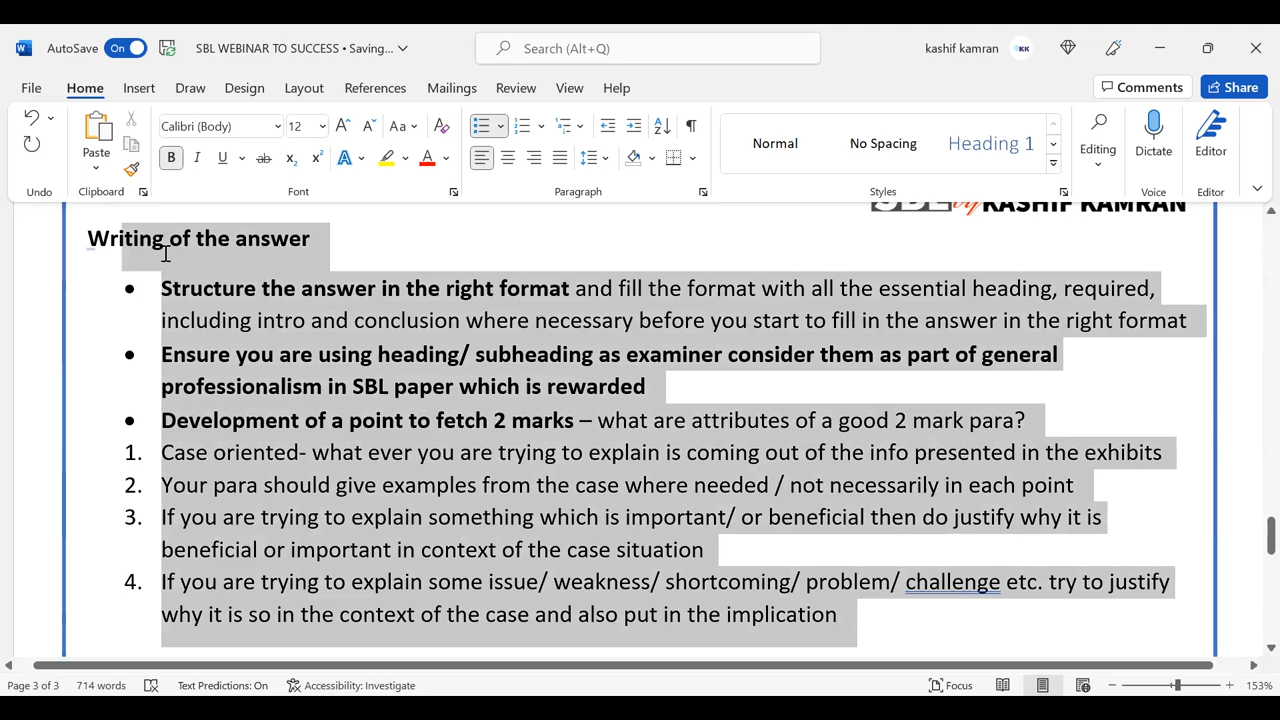 AutoSave On SBL WEBINAR TO SUCCESS • Saving... Search (Alt+Q) kashif kamran KK
File Home Insert Draw Design Layout References Mailings Review View Help Comments Share
Calibri (Body) 12 Aa Normal No Spacing Heading 1
Paste Editing Dictate Editor
Undo Clipboard Font Paragraph Styles Voice Editor
SBL by KASHIF KAMRAN
Writing of the answer
• Structure the answer in the right format and fill the format with all the essential heading, required,
including intro and conclusion where necessary before you start to fill in the answer in the right format
• Ensure you are using heading/ subheading as examiner consider them as part of general
professionalism in SBL paper which is rewarded
• Development of a point to fetch 2 marks – what are attributes of a good 2 mark para?
1. Case oriented- what ever you are trying to explain is coming out of the info presented in the exhibits
2. Your para should give examples from the case where needed / not necessarily in each point
3. If you are trying to explain something which is important/ or beneficial then do justify why it is
beneficial or important in context of the case situation
4. If you are trying to explain some issue/ weakness/ shortcoming/ problem/ challenge etc. try to justify
why it is so in the context of the case and also put in the implication
Page 3 of 3 714 words Text Predictions: On Accessibility: Investigate Focus 153%